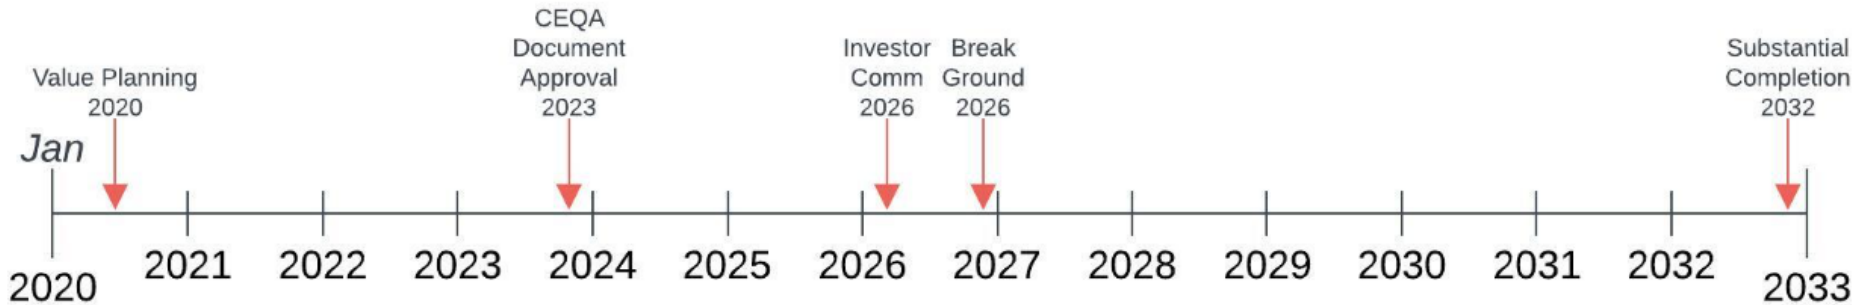 CEQA
Document
Approval
2023
Investor
Comm
2026
Break
Ground
2026
Substantial
Completion
2032
Value Planning
2020
Jan
2020
2021
2022
2023
2024
2025
2026
2027
2028
2029
2030
2031
2032
2033